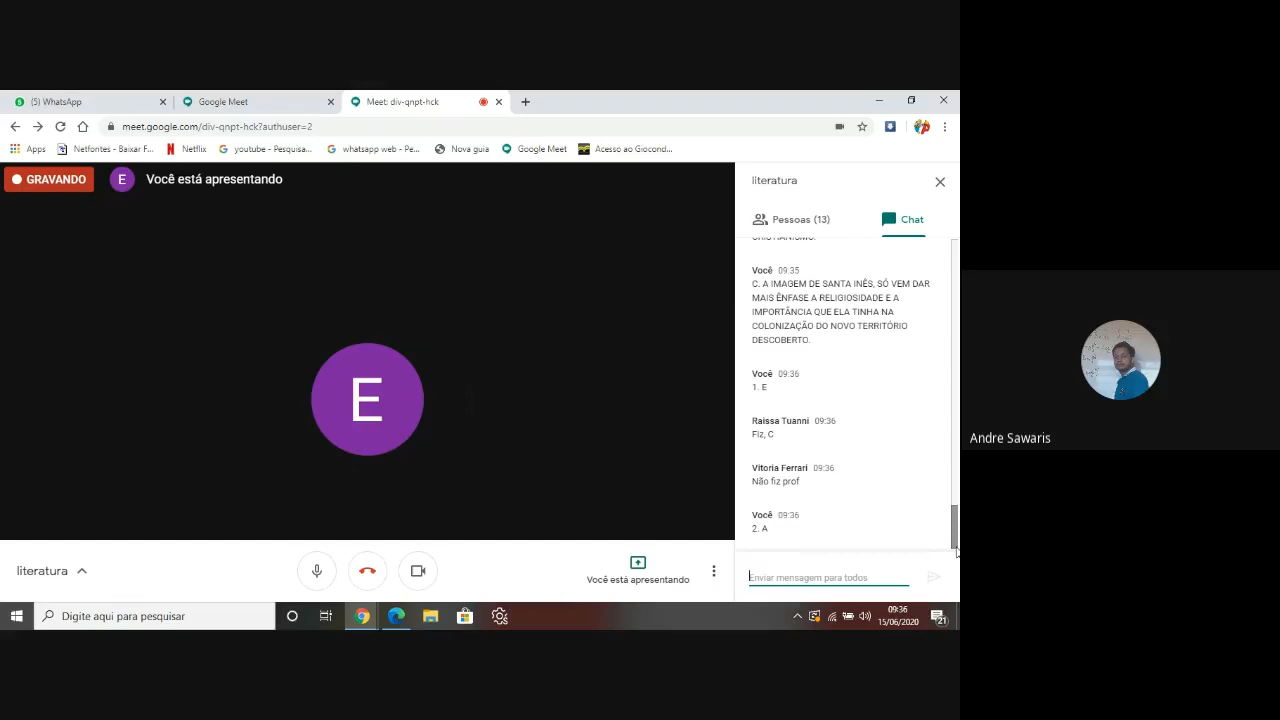 (5) WhatsApp
Google Meet
Meet: div-qnpt-hck
meet.google.com/div-qnpt-hck?authuser=2
Apps
Netfontes - Baixar F...
Netflix
youtube - Pesquisa...
whatsapp web - Pe...
Nova guia
Google Meet
Acesso ao Giocond...
GRAVANDO
E
Você está apresentando
literatura
Pessoas (13)
Chat
CRISTIANISMO.
Você 09:35
C. A IMAGEM DE SANTA INÊS, SÓ VEM DAR
MAIS ÊNFASE A RELIGIOSIDADE E A
IMPORTÂNCIA QUE ELA TINHA NA
COLONIZAÇÃO DO NOVO TERRITÓRIO
DESCOBERTO.
Você 09:36
1. E
Raissa Tuanni 09:36
Fiz, C
Vitoria Ferrari 09:36
Não fiz prof
Você 09:36
2. A
Enviar mensagem para todos
E
literatura
Você está apresentando
Andre Sawaris
Digite aqui para pesquisar
09:36
15/06/2020
21